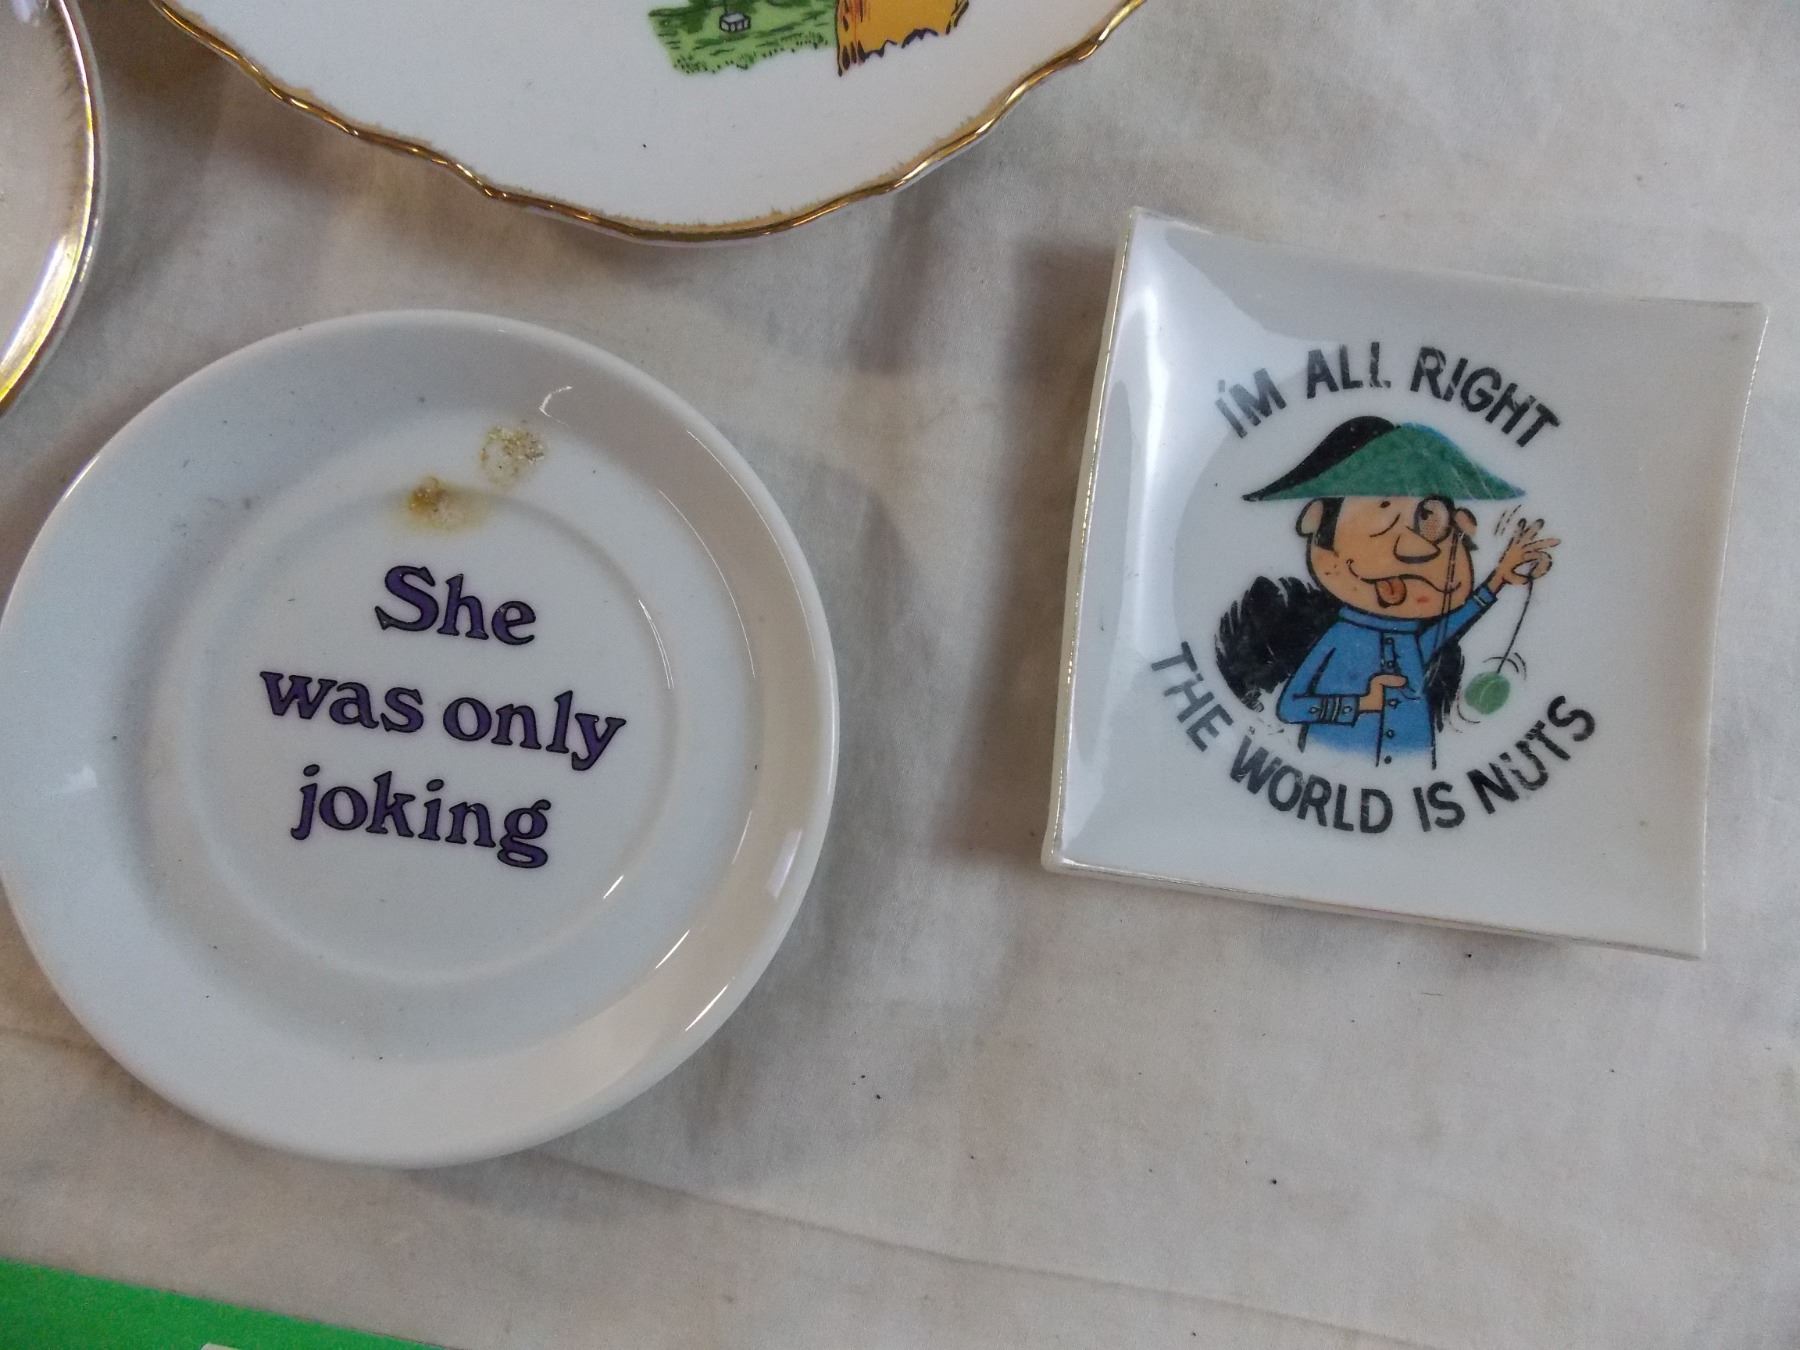 She
was only
joking
I'M ALL RIGHT
THE WORLD IS NUTS